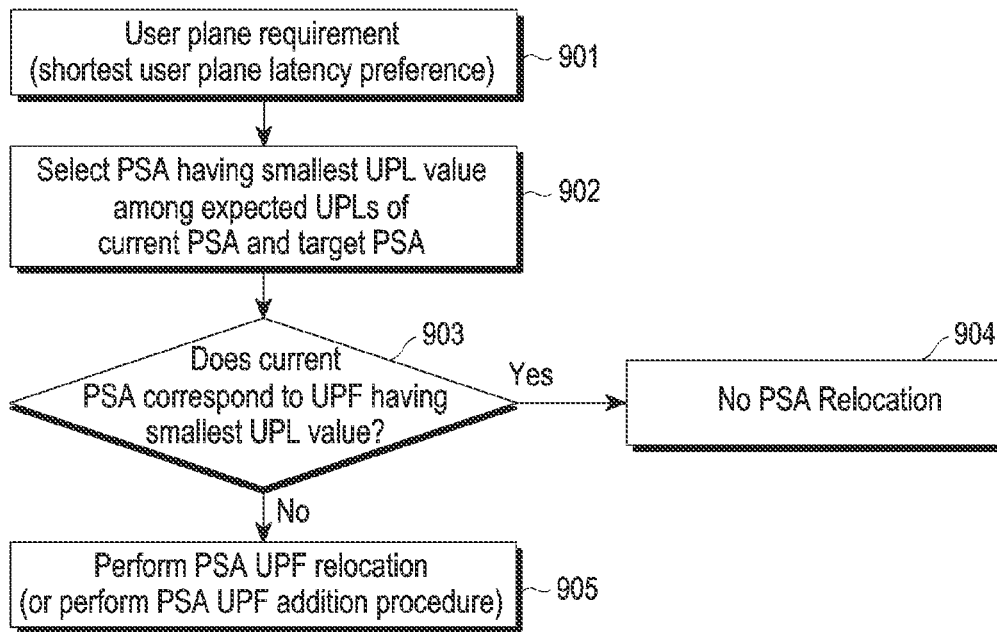 User plane requirement
(shortest user plane latency preference)
901
Select PSA having smallest UPL value
among expected UPLs of
current PSA and target PSA
902
Does current
PSA correspond to UPF having
smallest UPL value?
903
Yes
904
No PSA Relocation
No
Perform PSA UPF relocation
(or perform PSA UPF addition procedure)
905